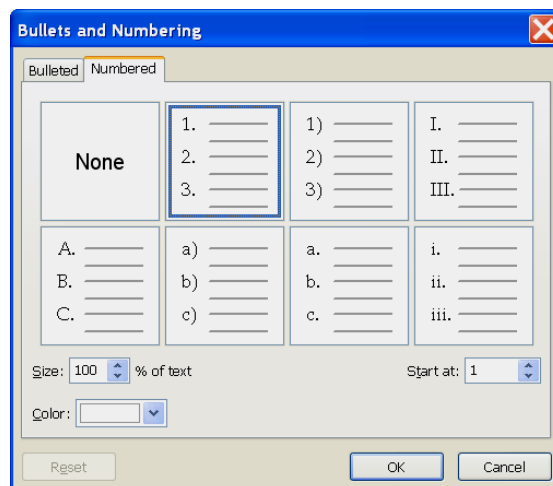 Bullets and Numbering
Bulleted Numbered
None
1.
2.
3.
1)
2)
3)
I.
II.
III.
A.
B.
C.
a)
b)
c)
a.
b.
c.
i.
ii.
iii.
Size: 100 % of text Start at: 1
Color:
Reset OK Cancel